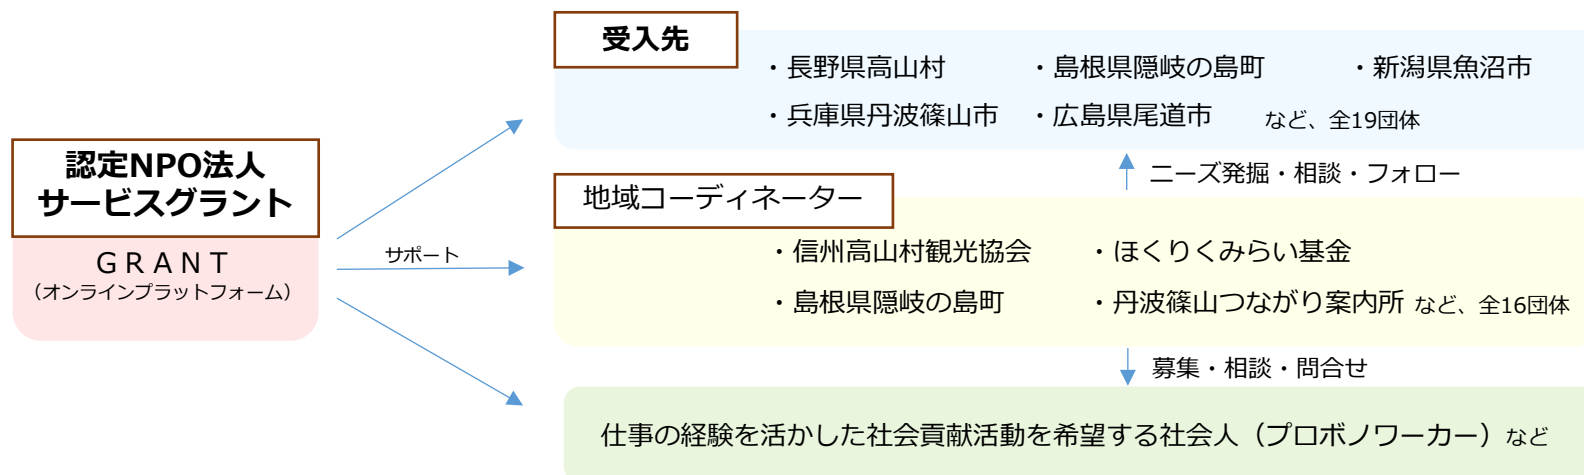 受入先
・長野県高山村 ・島根県隠岐の島町 ・新潟県魚沼市
・兵庫県丹波篠山市 ・広島県尾道市 など、全19団体
認定NPO法人
サービスグラント
ＧＲＡＮＴ
（オンラインプラットフォーム）
サポート
ニーズ発掘・相談・フォロー
地域コーディネーター
・信州高山村観光協会 ・ほくりくみらい基金
・島根県隠岐の島町 ・丹波篠山つながり案内所 など、全16団体
募集・相談・問合せ
仕事の経験を活かした社会貢献活動を希望する社会人（プロボノワーカー）など